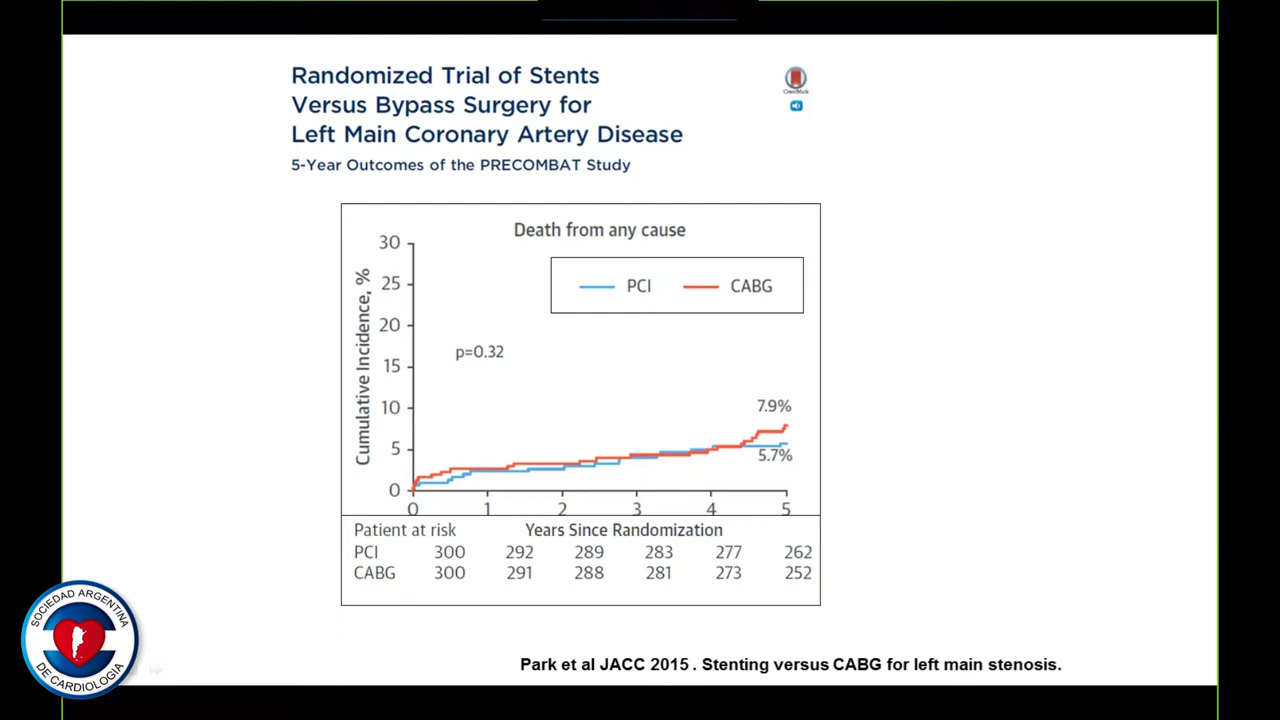 Randomized Trial of Stents
Versus Bypass Surgery for
Left Main Coronary Artery Disease
5-Year Outcomes of the PRECOMBAT Study
CrossMark
Death from any cause
PCI CABG
Cumulative Incidence, %
30
25
20
15
10
5
0
p=0.32
7.9%
5.7%
0 1 2 3 4 5
Patient at risk Years Since Randomization
PCI 300 292 289 283 277 262
CABG 300 291 288 281 273 252
SOCIEDAD ARGENTINA
DE CARDIOLOGÍA
Park et al JACC 2015 . Stenting versus CABG for left main stenosis.